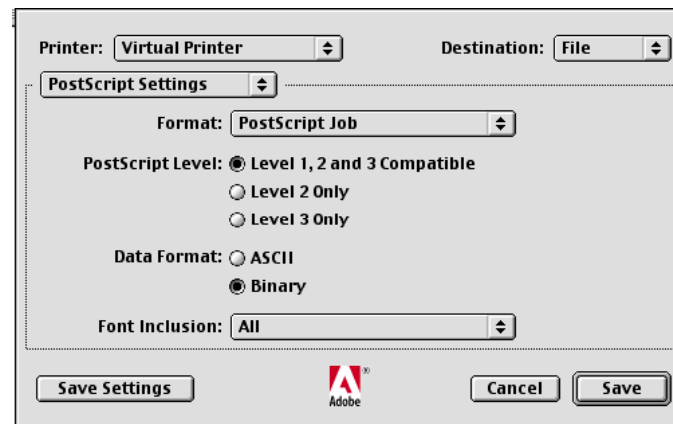 Printer: Virtual Printer Destination: File
PostScript Settings
Format: PostScript Job
PostScript Level: Level 1, 2 and 3 Compatible
Level 2 Only
Level 3 Only
Data Format: ASCII
Binary
Font Inclusion: All
Save Settings Adobe® Cancel Save